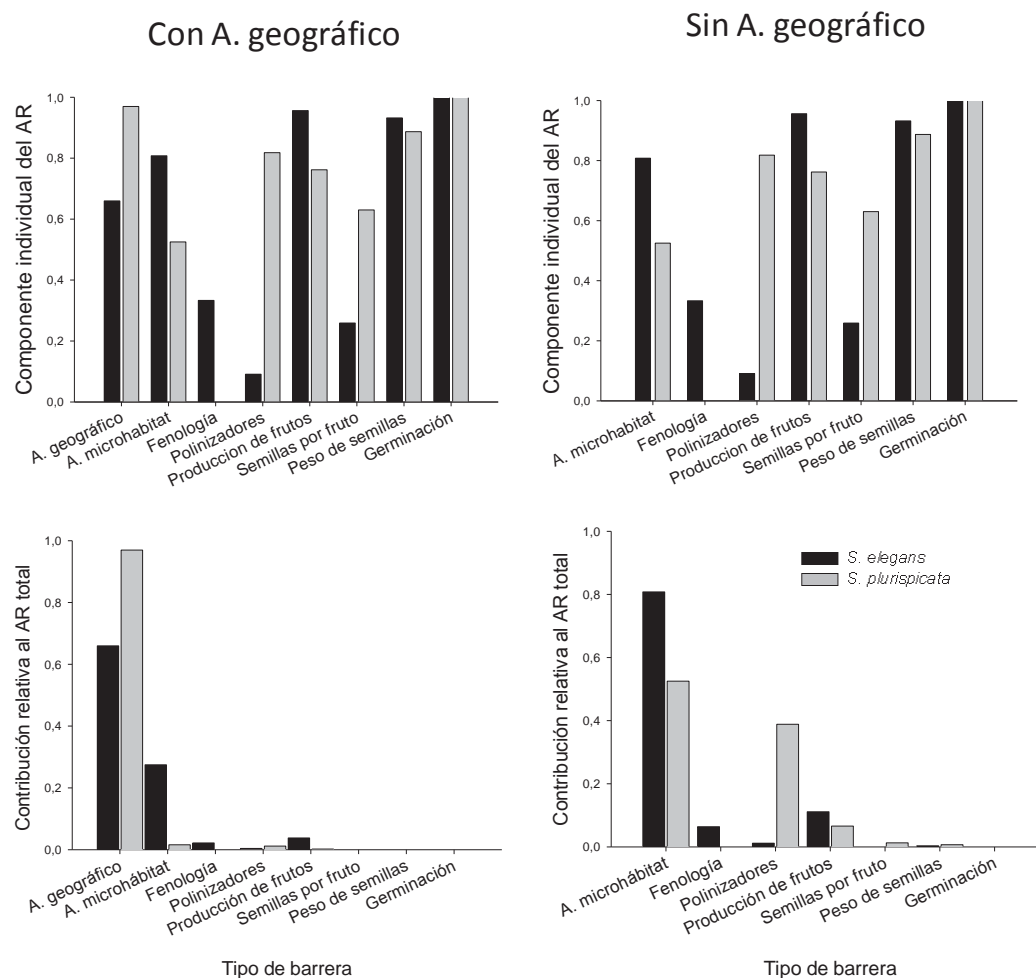 Con A. geográfico
Sin A. geográfico
Componente individual del AR
1,0
0,8
0,6
0,4
0,2
0,0
A. geográfico
A. microhabitat
Fenología
Polinizadores
Produccion de frutos
Semillas por fruto
Peso de semillas
Germinación
Componente individual del AR
1,0
0,8
0,6
0,4
0,2
0,0
A. microhabitat
Fenología
Polinizadores
Produccion de frutos
Semillas por fruto
Peso de semillas
Germinación
Contribución relativa al AR total
1,0
0,8
0,6
0,4
0,2
0,0
A. geográfico
A. microhábitat
Fenología
Polinizadores
Producción de frutos
Semillas por fruto
Peso de semillas
Germinación
Tipo de barrera
Contribución relativa al AR total
1,0
0,8
0,6
0,4
0,2
0,0
S. elegans
S. plurispicata
A. microhábitat
Fenología
Polinizadores
Producción de frutos
Semillas por fruto
Peso de semillas
Germinación
Tipo de barrera